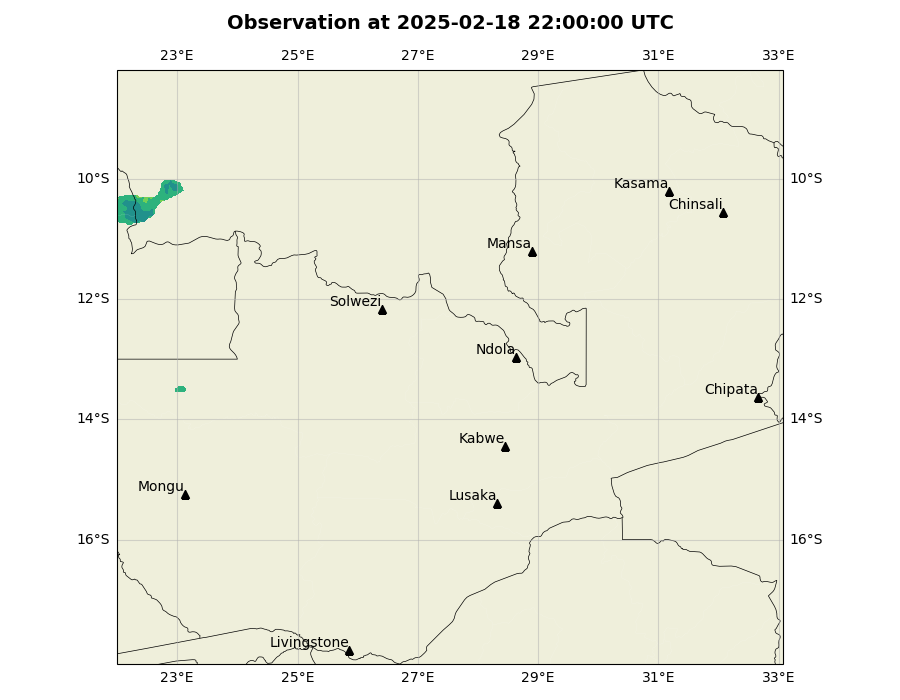 Observation at 2025-02-18 22:00:00 UTC
23°E 25°E 27°E 29°E 31°E 33°E
10°S 10°S
Kasama
Chinsali
Mansa
12°S 12°S
Solwezi
Ndola
Chipata
14°S 14°S
Kabwe
Mongu
Lusaka
16°S 16°S
Livingstone
23°E 25°E 27°E 29°E 31°E 33°E